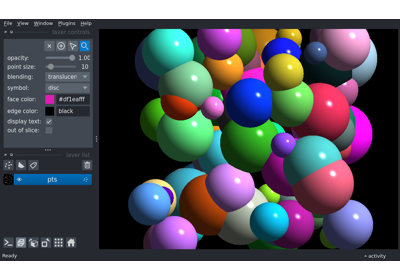 File View Window Plugins Help
layer controls
opacity: 1.00
point size: 10
blending: translucen
symbol: disc
face color: #df1eafff
edge color: black
display text:
out of slice:
layer list
pts
Ready
activity